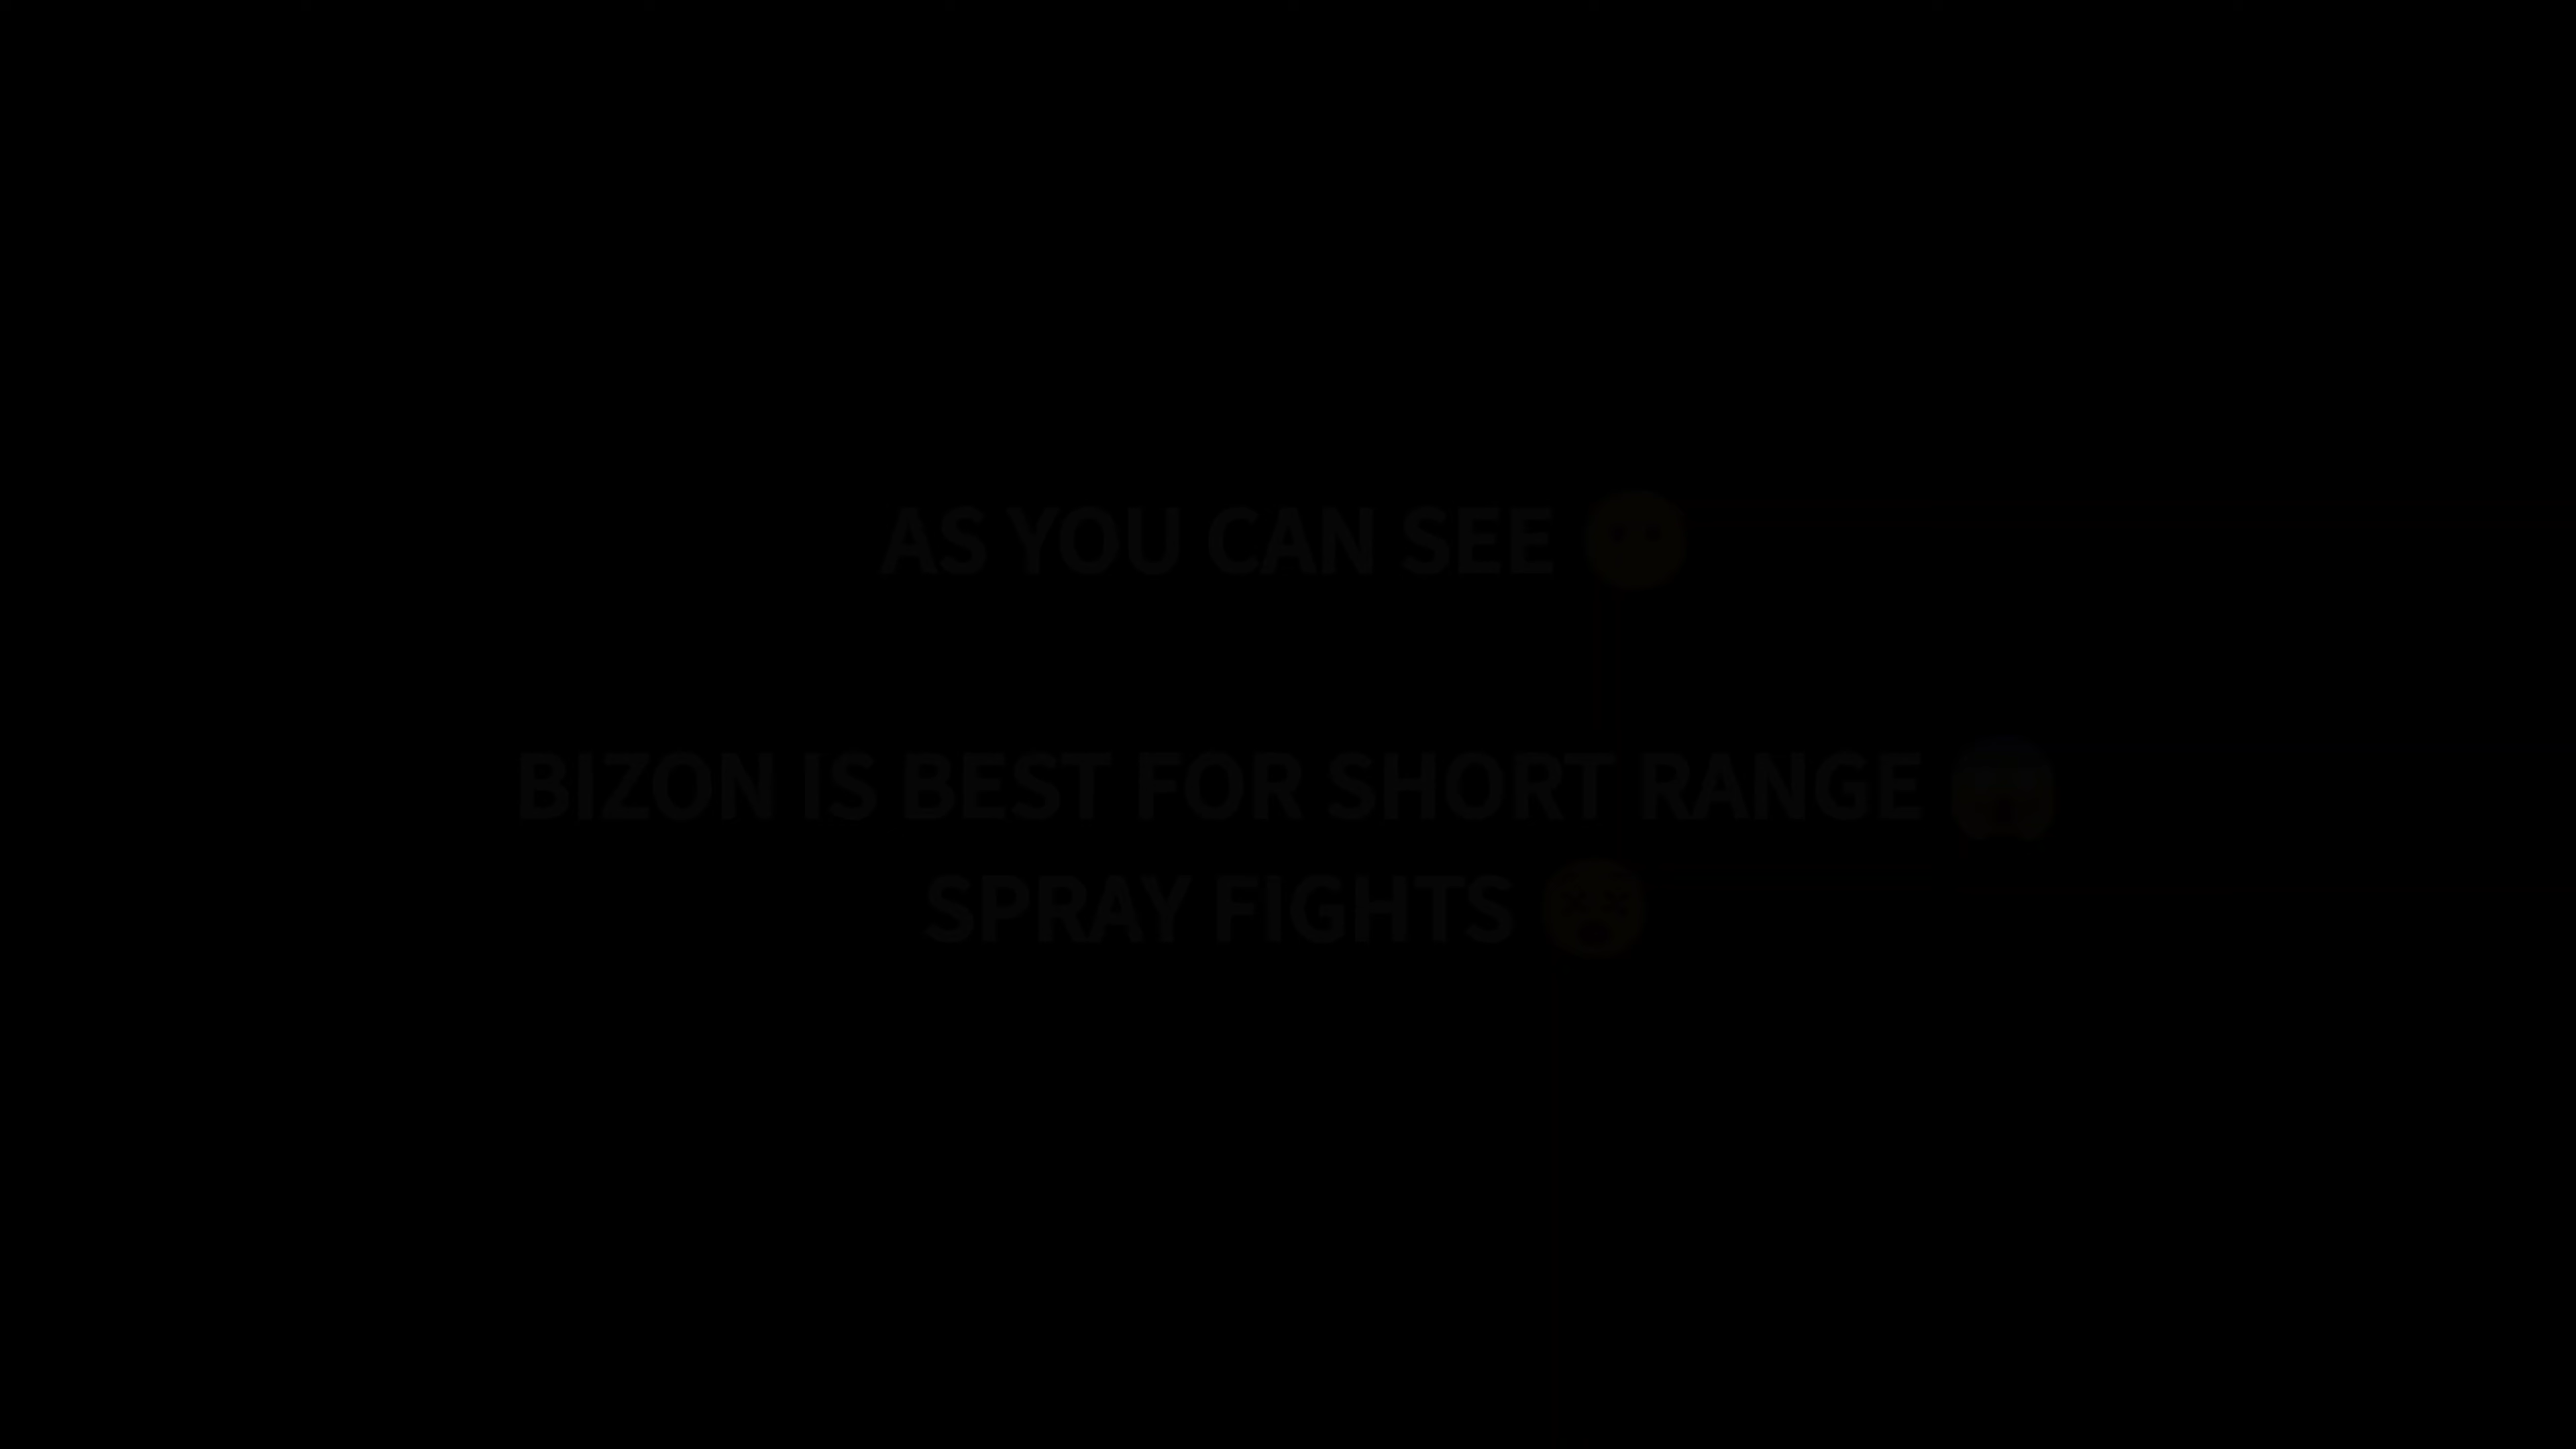 AS YOU CAN SEE 😶
BIZON IS BEST FOR SHORT RANGE 😱
SPRAY FIGHTS 😵